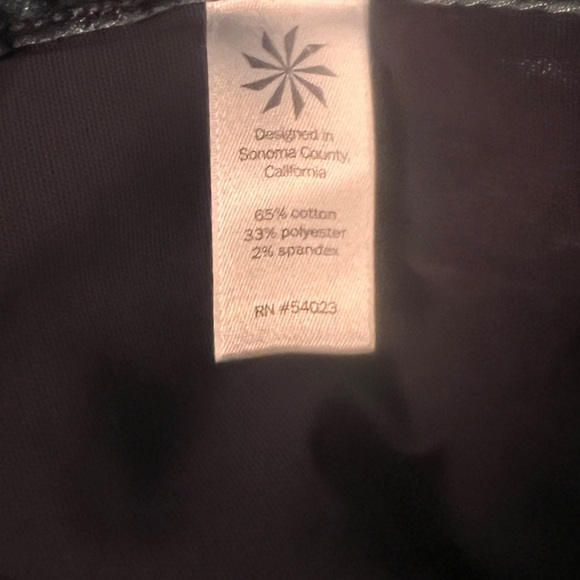 Designed in
Sonoma County,
California
65% cotton
33% polyester
2% spandex
RN #54023